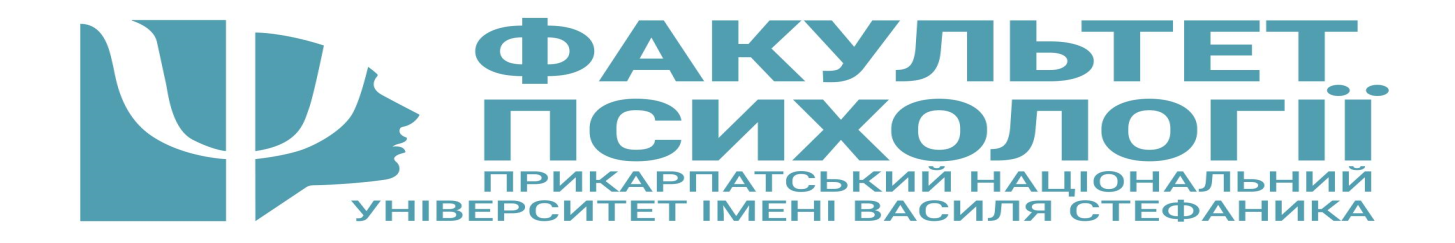 ФАКУЛЬТЕТ
ПСИХОЛОГІЇ
ПРИКАРПАТСЬКИЙ НАЦІОНАЛЬНИЙ
УНІВЕРСИТЕТ ІМЕНІ ВАСИЛЯ СТЕФАНИКА